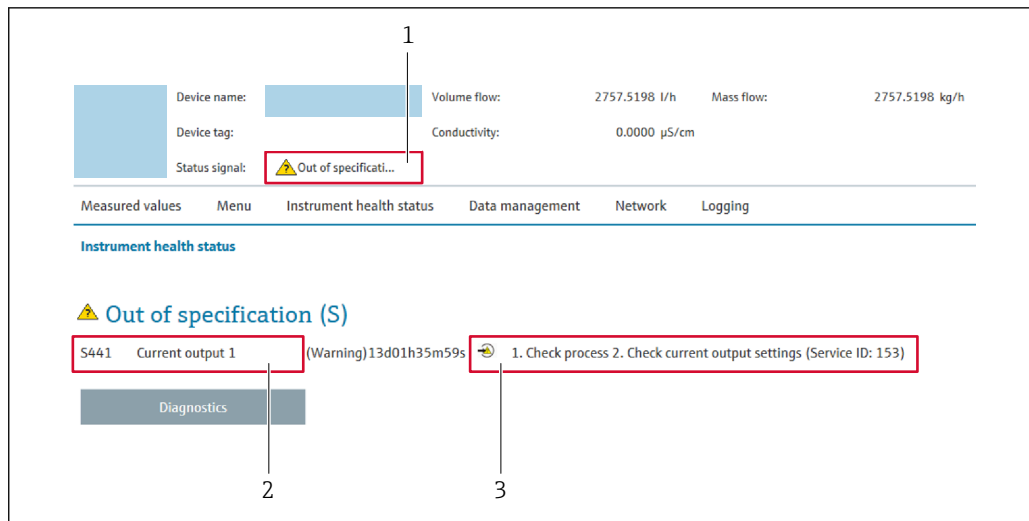 1
Device name: Volume flow: 2757.5198 l/h Mass flow: 2757.5198 kg/h
Device tag: Conductivity: 0.0000 µS/cm
Status signal: Out of specificati...
Measured values Menu Instrument health status Data management Network Logging
Instrument health status
Out of specification (S)
S441 Current output 1 (Warning)13d01h35m59s 1. Check process 2. Check current output settings (Service ID: 153)
Diagnostics
2 3